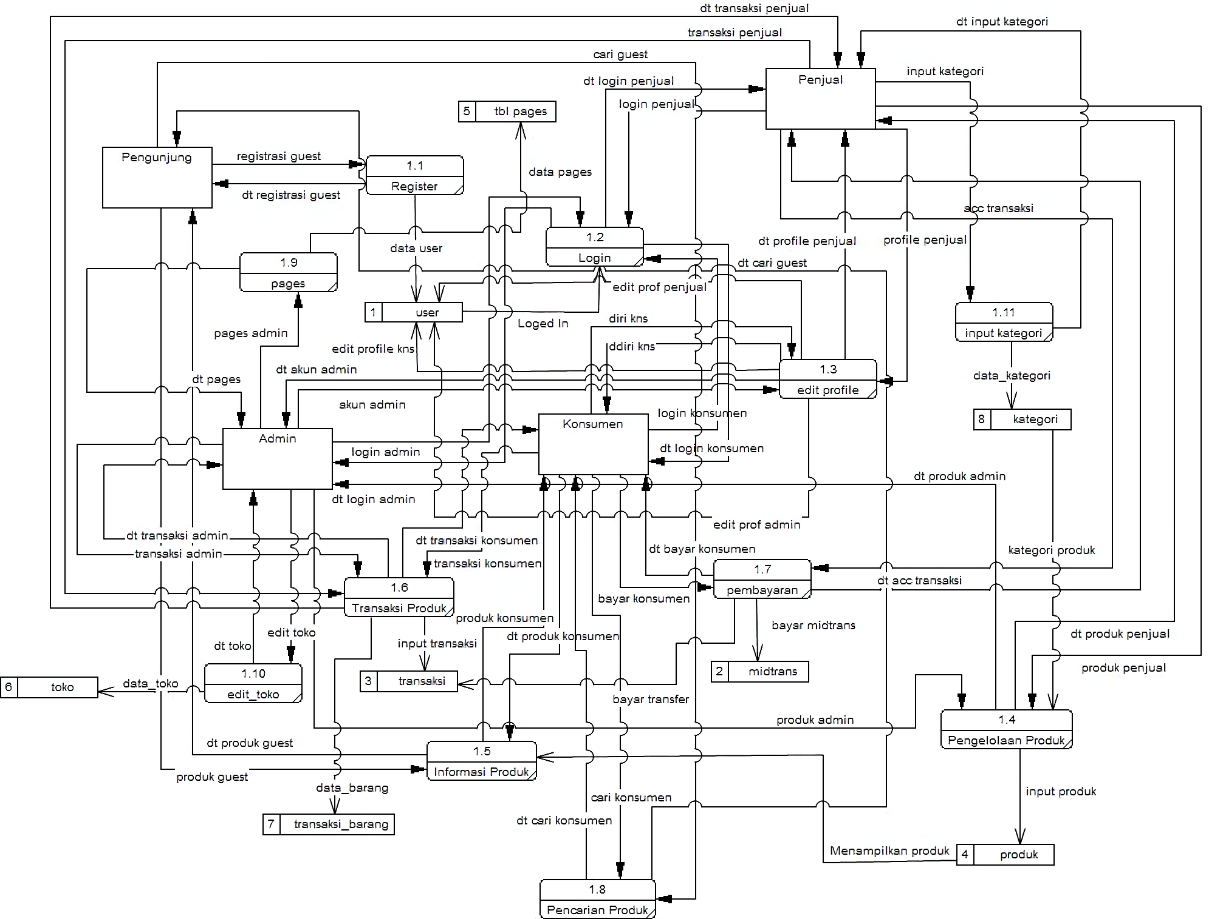 dt transaksi penjual
dt input kategori
transaksi penjual
cari guest
Penjual
input kategori
dt login penjual
login penjual
5 tbl pages
Pengunjung
registrasi guest
1.1
Register
dt registrasi guest
data pages
acc transaksi
data user
1.2
Login
dt profile penjual
profile penjual
1.9
pages
dt cari guest
edit prof penjual
1 user
Loged In
diri kns
1.11
input kategori
pages admin
edit profile kns
ddiri kns
dt akun admin
1.3
edit profile
data_kategori
dt pages
akun admin
8 kategori
Admin
Konsumen
login konsumen
login admin
dt login konsumen
dt login admin
dt produk admin
edit prof admin
dt transaksi admin
dt transaksi konsumen
transaksi admin
transaksi konsumen
dt bayar konsumen
kategori produk
1.7
pembayaran
dt acc transaksi
1.6
Transaksi Produk
bayar konsumen
produk konsumen
bayar midtrans
edit toko
dt toko
input transaksi
dt produk konsumen
dt produk penjual
produk penjual
1.10
edit_toko
data_toko
6 toko
3 transaksi
2 midtrans
bayar transfer
produk admin
1.4
Pengelolaan Produk
dt produk guest
1.5
Informasi Produk
produk guest
data_barang
cari konsumen
input produk
7 transaksi_barang
dt cari konsumen
Menampilkan produk
4 produk
1.8
Pencarian Produk